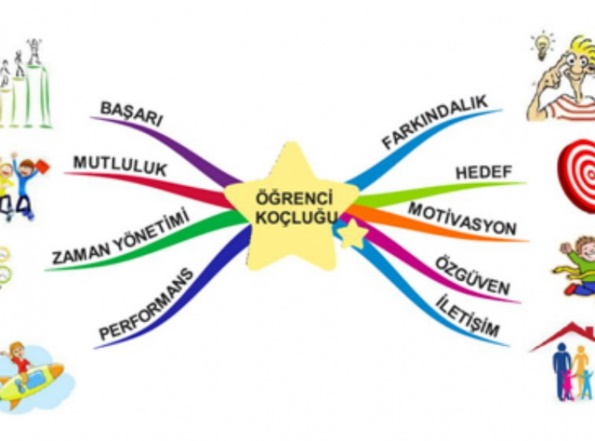 BAŞARI
MUTLULUK
ZAMAN YÖNETİMİ
PERFORMANS
ÖĞRENCİ
KOÇLUĞU
FARKINDALIK
HEDEF
MOTİVASYON
ÖZGÜVEN
İLETİŞİM